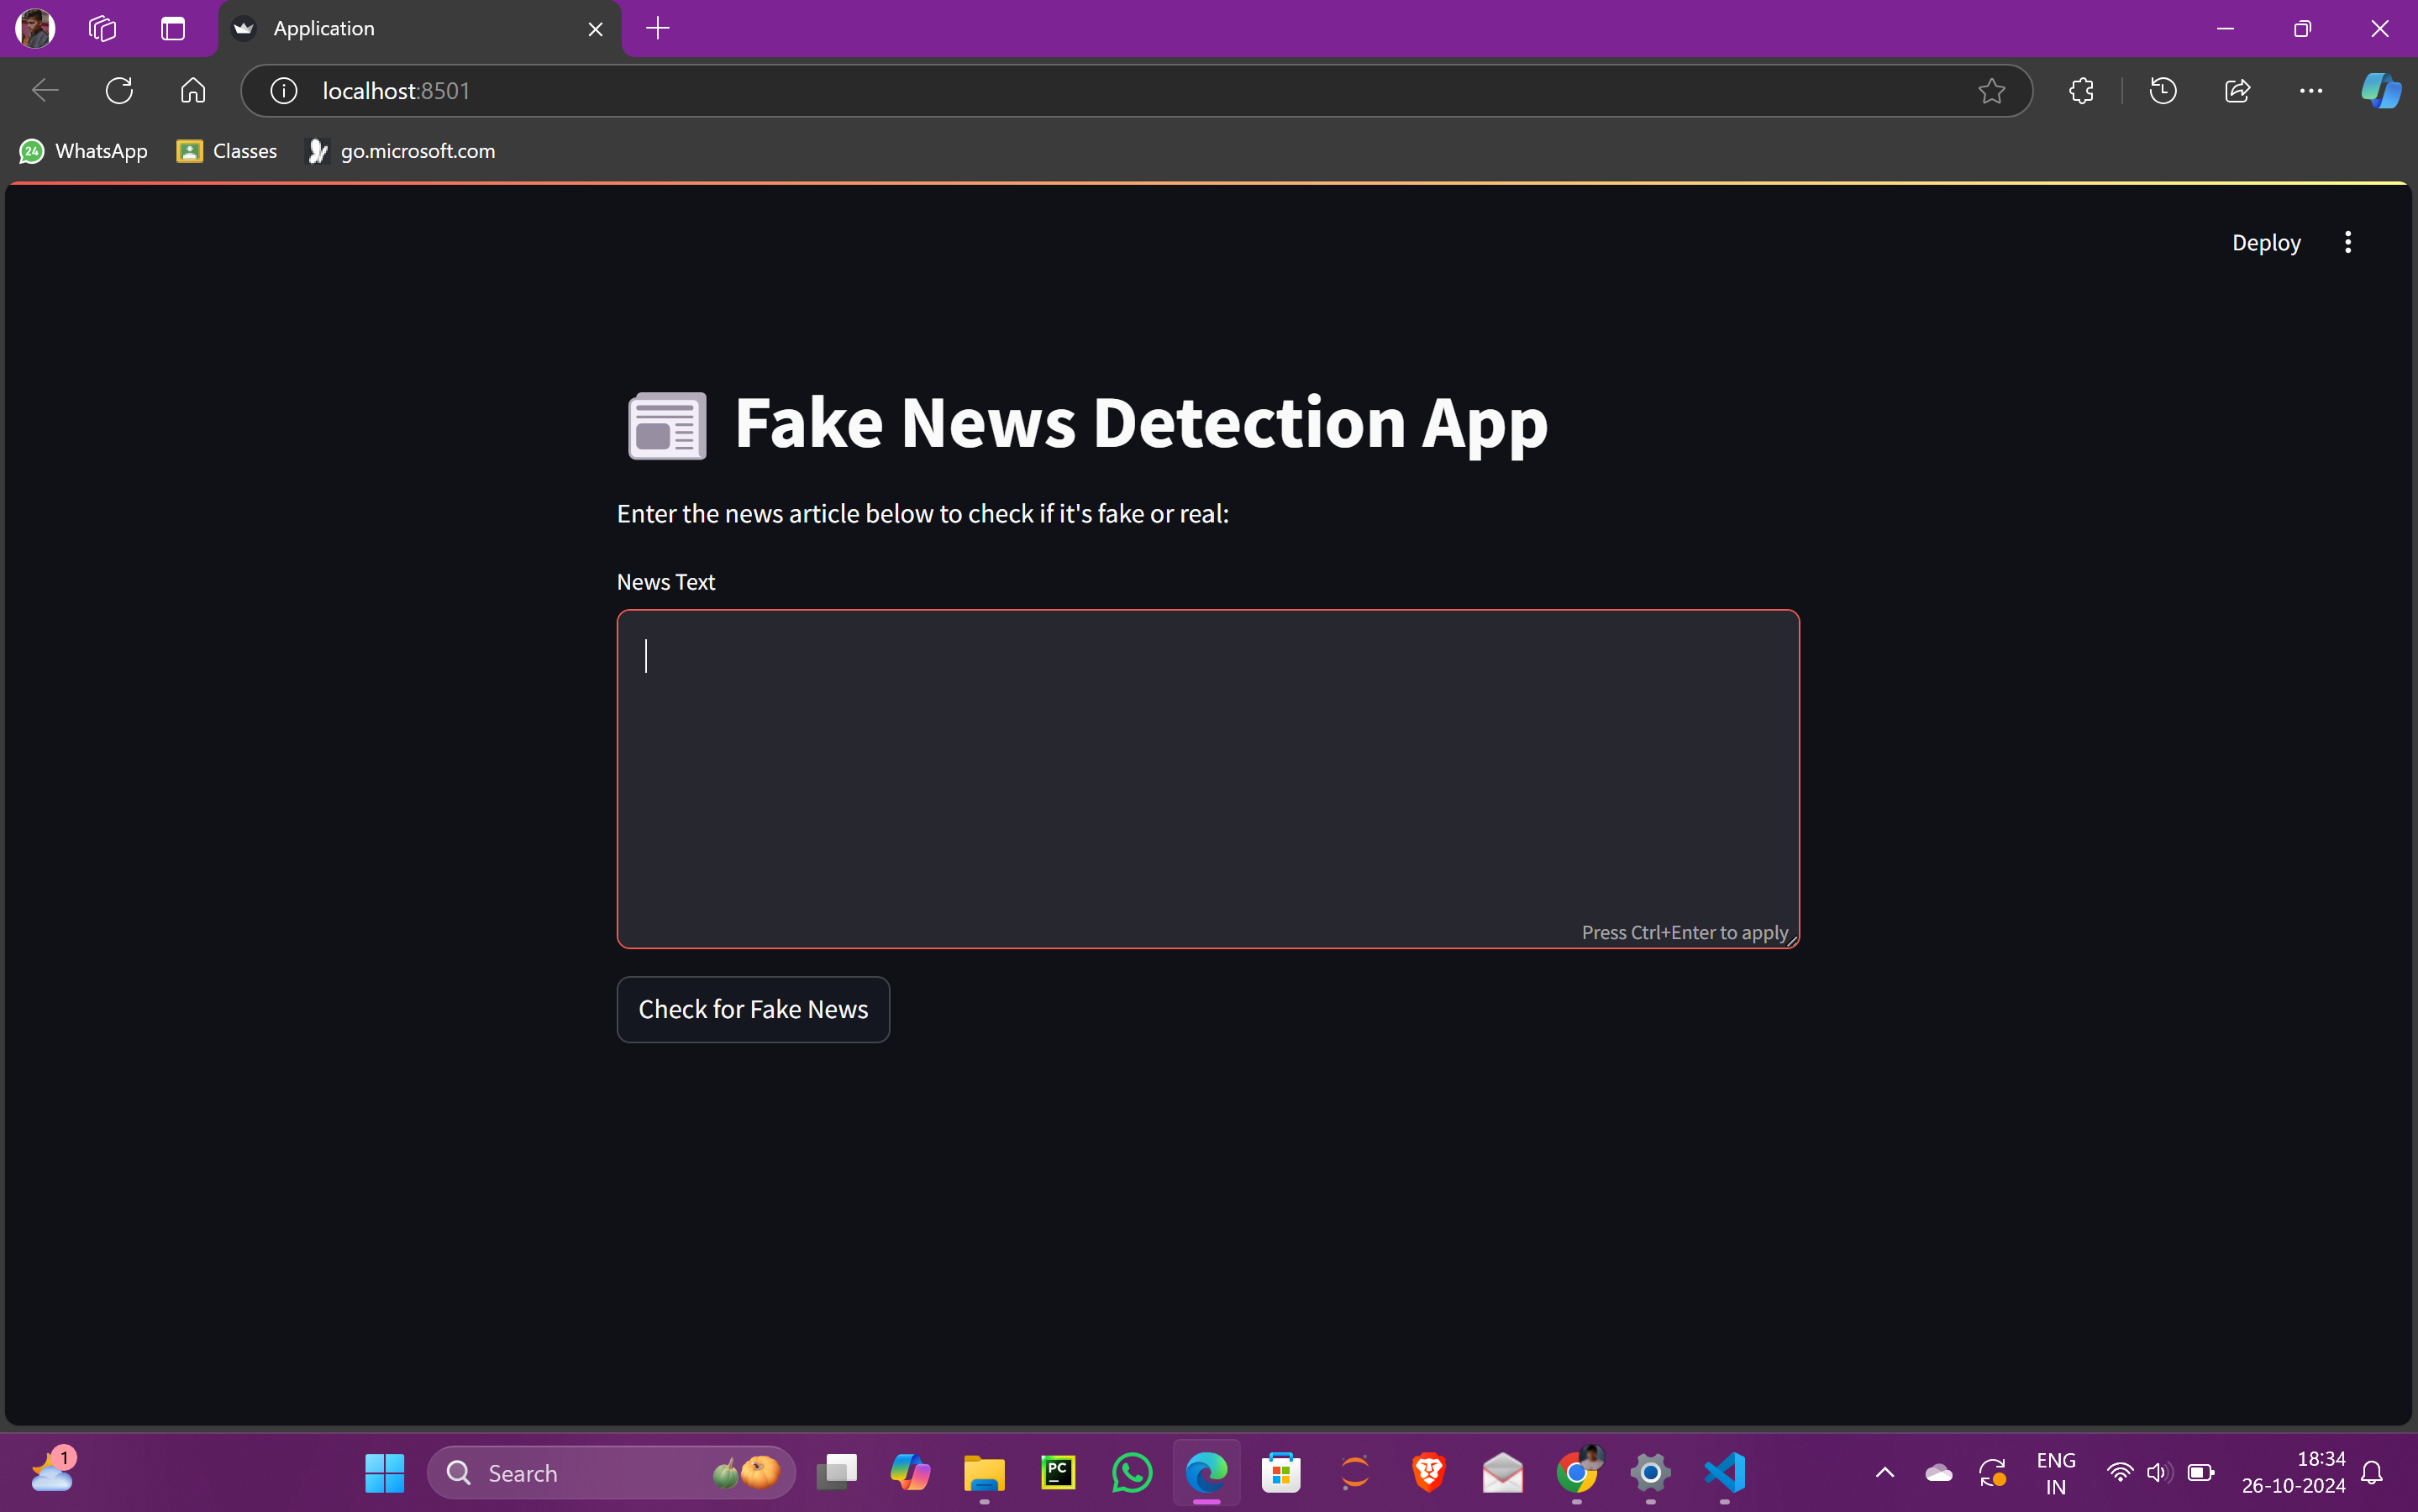 Application
localhost:8501
24 WhatsApp
Classes
go.microsoft.com
Deploy
Fake News Detection App
Enter the news article below to check if it's fake or real:
News Text
Press Ctrl+Enter to apply
Check for Fake News
1
Search
PC
ENG
IN
18:34
26-10-2024